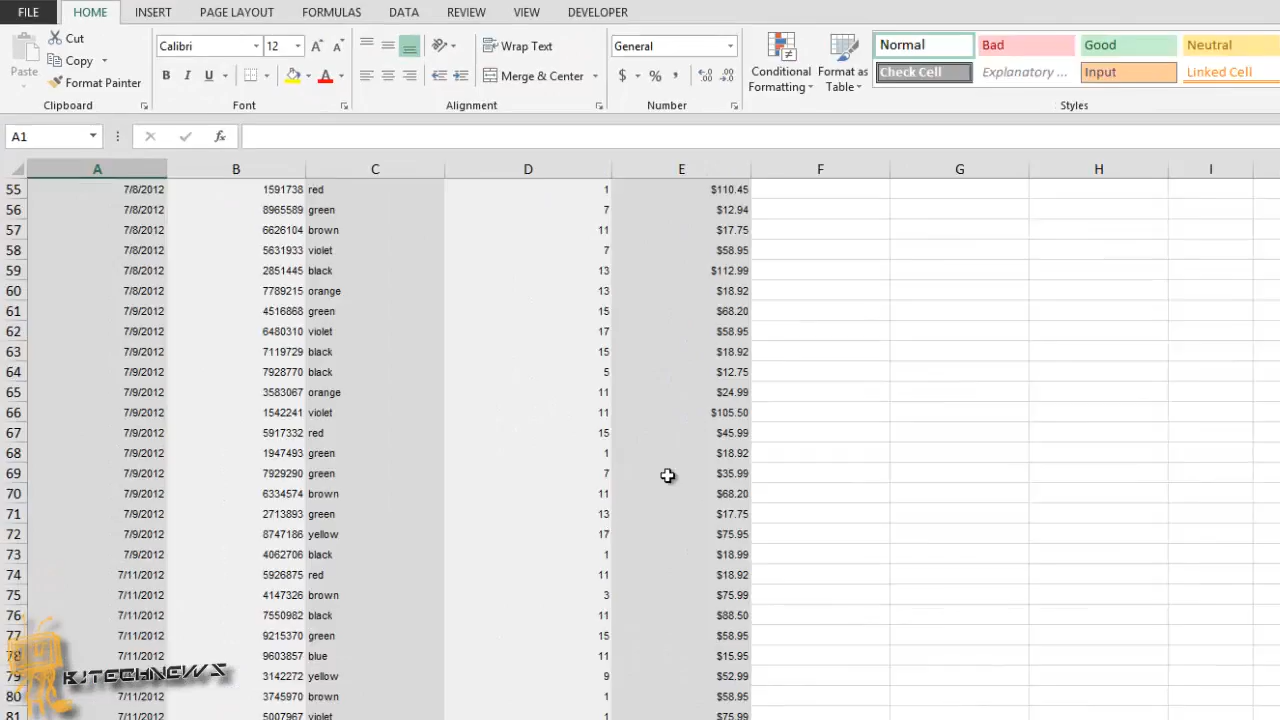 FILE HOME INSERT PAGE LAYOUT FORMULAS DATA REVIEW VIEW DEVELOPER
Paste
Cut
Copy
Format Painter
Clipboard
Calibri 12 A A
B I U A
Font
Wrap Text
Merge & Center
Alignment
General
$ % ,
Number
Conditional
Formatting
Format as
Table
Normal Bad Good Neutral
Check Cell Explanatory ... Input Linked Cell
Styles
A1 fx
A B C D E F G H I
55 7/8/2012 1591738 red 1 $110.45
56 7/8/2012 8965589 green 7 $12.94
57 7/8/2012 6626104 brown 11 $17.75
58 7/8/2012 5631933 violet 7 $58.95
59 7/8/2012 2851445 black 13 $112.99
60 7/8/2012 7789215 orange 13 $18.92
61 7/9/2012 4516868 green 15 $68.20
62 7/9/2012 6480310 violet 17 $58.95
63 7/9/2012 7119729 black 15 $18.92
64 7/9/2012 7928770 black 5 $12.75
65 7/9/2012 3583067 orange 11 $24.99
66 7/9/2012 1542241 violet 11 $105.50
67 7/9/2012 5917332 red 15 $45.99
68 7/9/2012 1947493 green 1 $18.92
69 7/9/2012 7929290 green 7 $35.99
70 7/9/2012 6334574 brown 11 $68.20
71 7/9/2012 2713893 green 13 $17.75
72 7/9/2012 8747186 yellow 17 $75.95
73 7/9/2012 4062706 black 1 $18.99
74 7/11/2012 5926875 red 11 $18.92
75 7/11/2012 4147326 brown 3 $75.99
76 7/11/2012 7550982 black 11 $88.50
77 7/11/2012 9215370 green 15 $58.95
78 7/11/2012 9603857 blue 11 $15.95
79 7/11/2012 3142272 yellow 9 $52.99
80 7/11/2012 3745970 brown 1 $58.95
81 7/11/2012 5007967 violet 1 $75.99
BJTECHNEWS